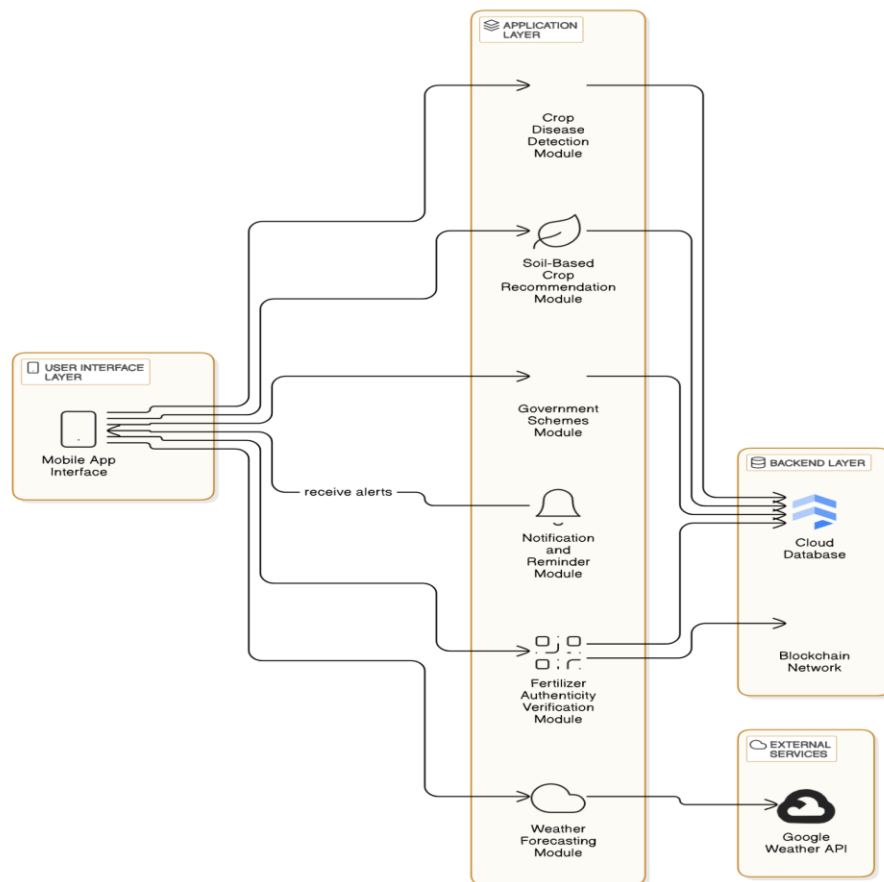 APPLICATION
LAYER
Crop
Disease
Detection
Module
Soil-Based
Crop
Recommendation
Module
USER INTERFACE
LAYER
Mobile App
Interface
Government
Schemes
Module
receive alerts
Notification
and
Reminder
Module
BACKEND LAYER
Cloud
Database
Blockchain
Network
Fertilizer
Authenticity
Verification
Module
EXTERNAL
SERVICES
Google
Weather API
Weather
Forecasting
Module